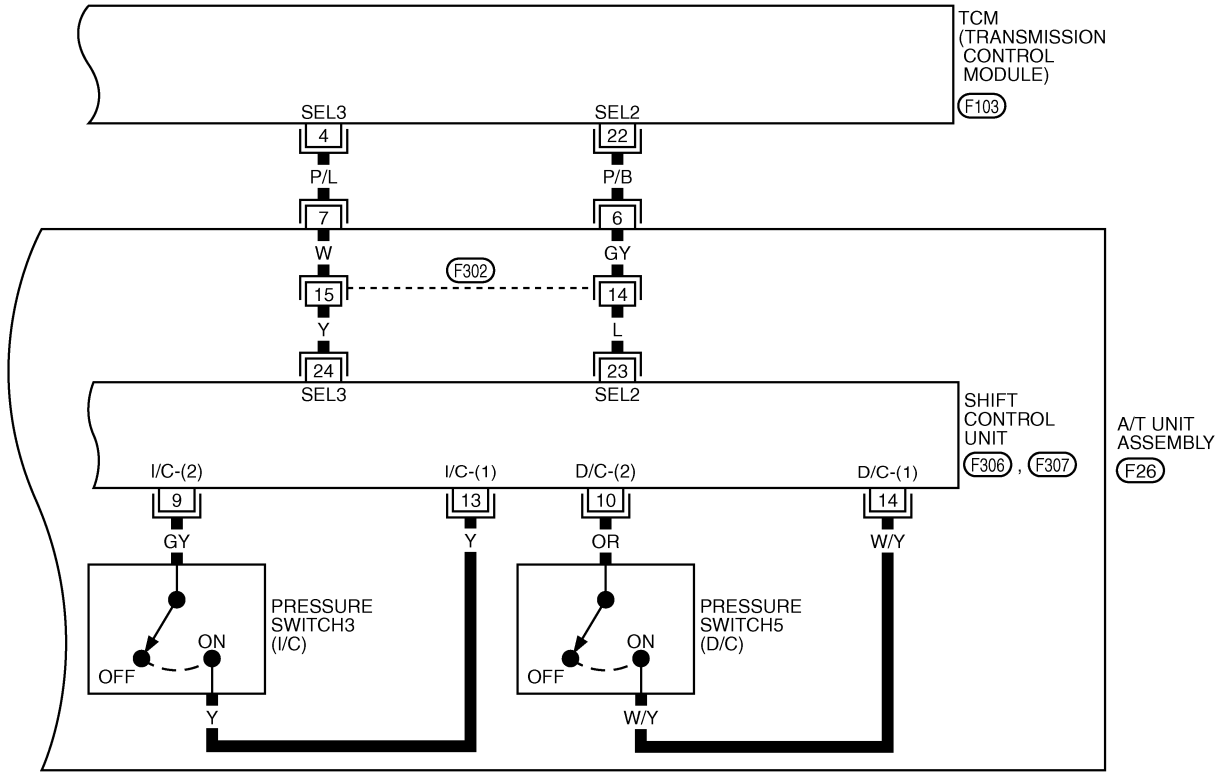 TCM
(TRANSMISSION
CONTROL
MODULE)
F103
SEL3
SEL2
4
22
P/L
P/B
7
6
W
GY
F302
15
14
Y
L
24
23
SEL3
SEL2
SHIFT
CONTROL
UNIT
F306 , F307
A/T UNIT
ASSEMBLY
F26
I/C-(2)
I/C-(1)
D/C-(2)
D/C-(1)
9
13
10
14
GY
Y
OR
W/Y
PRESSURE
SWITCH3
(I/C)
ON
OFF
PRESSURE
SWITCH5
(D/C)
ON
OFF
Y
W/Y